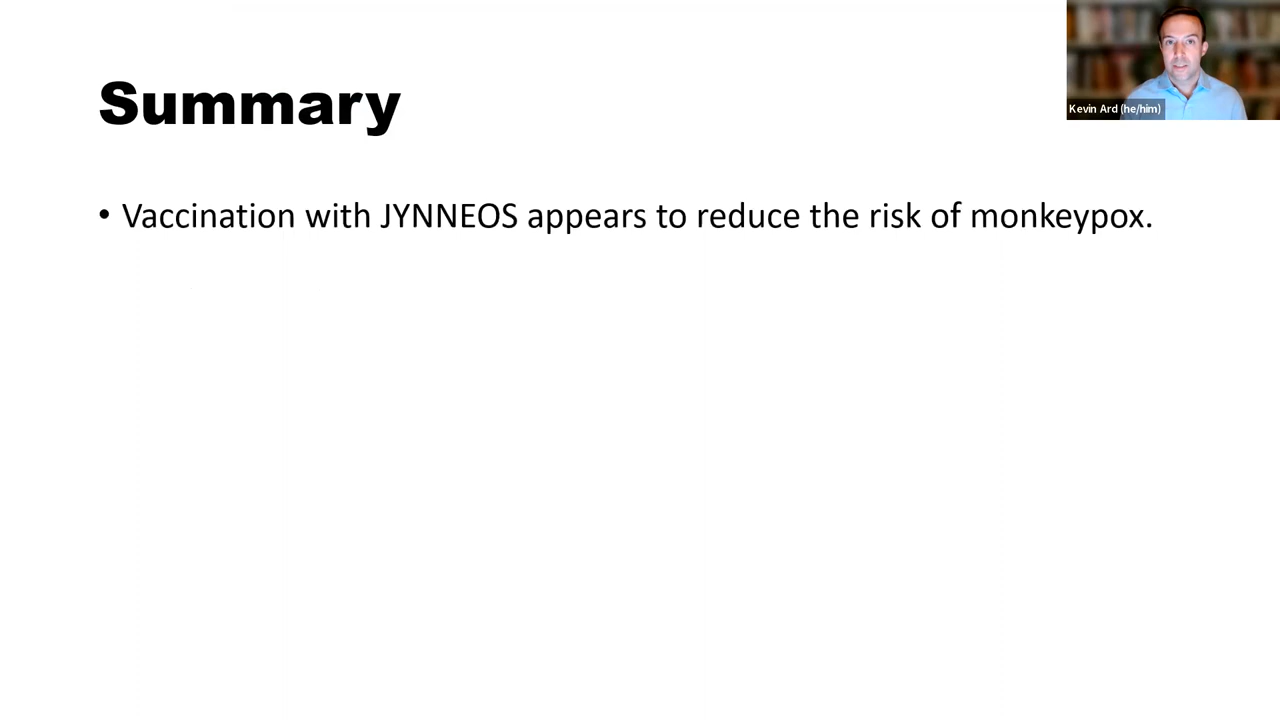 Summary
• Vaccination with JYNNEOS appears to reduce the risk of monkeypox.
Kevin Ard (he/him)